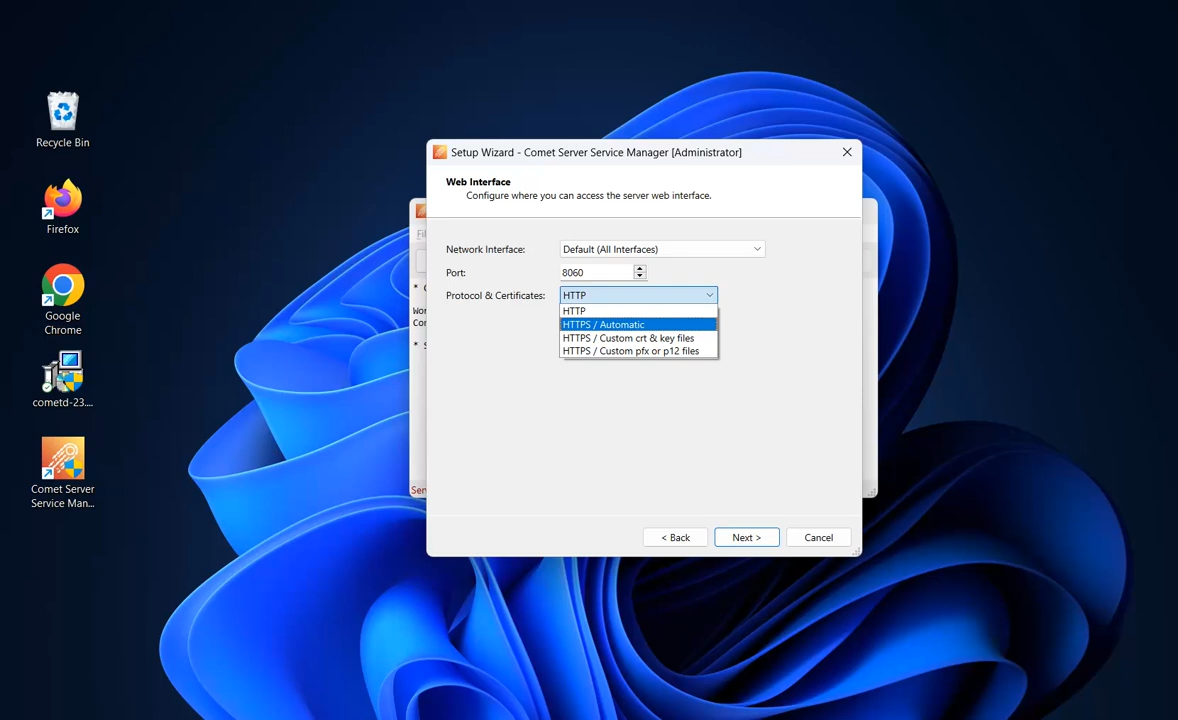 Recycle Bin
Firefox
Google
Chrome
cometd-23....
Comet Server
Service Man...
Setup Wizard - Comet Server Service Manager [Administrator]
Web Interface
Configure where you can access the server web interface.
Network Interface: Default (All Interfaces)
Port: 8060
Protocol & Certificates: HTTP
HTTP
HTTPS / Automatic
HTTPS / Custom crt & key files
HTTPS / Custom pfx or p12 files
< Back Next > Cancel